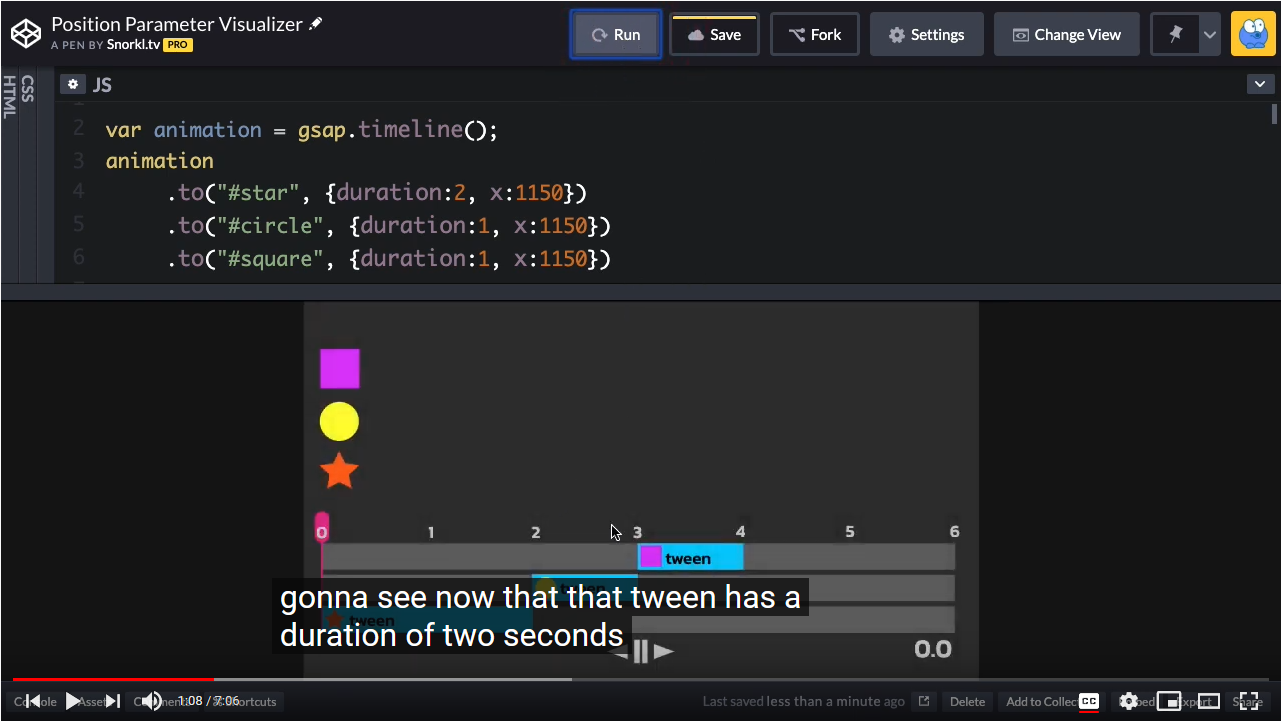 Position Parameter Visualizer
A PEN BY Snorkl.tv PRO
Run
Save
Fork
Settings
Change View
HTML
CSS
JS
2 var animation = gsap.timeline();
3 animation
4 .to("#star", {duration:2, x:1150})
5 .to("#circle", {duration:1, x:1150})
6 .to("#square", {duration:1, x:1150})
0 1 2 3 4 5 6
tween
gonna see now that that tween has a
tween
duration of two seconds
0.0
Console
Assets
Comments
Shortcuts
1:08 / 7:06
Last saved less than a minute ago
Delete
Add to Collec
CC
Embed
Export
Share